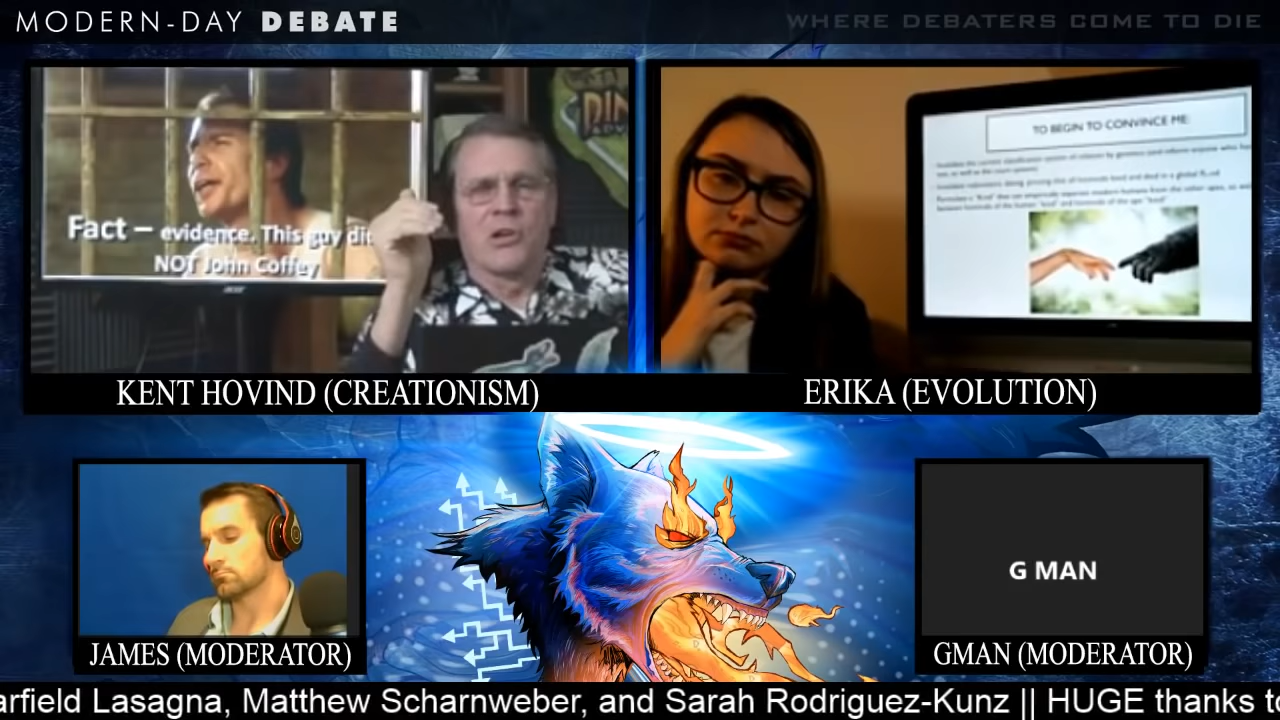 MODERN-DAY DEBATE
WHERE DEBATERS COME TO DIE
DIN
Fact – evidence. This guy di
NOT John Coffey
acer
TO BEGIN TO CONVINCE ME:
KENT HOVIND (CREATIONISM)
ERIKA (EVOLUTION)
G MAN
JAMES (MODERATOR)
GMAN (MODERATOR)
arfield Lasagna, Matthew Scharnweber, and Sarah Rodriguez-Kunz || HUGE thanks to